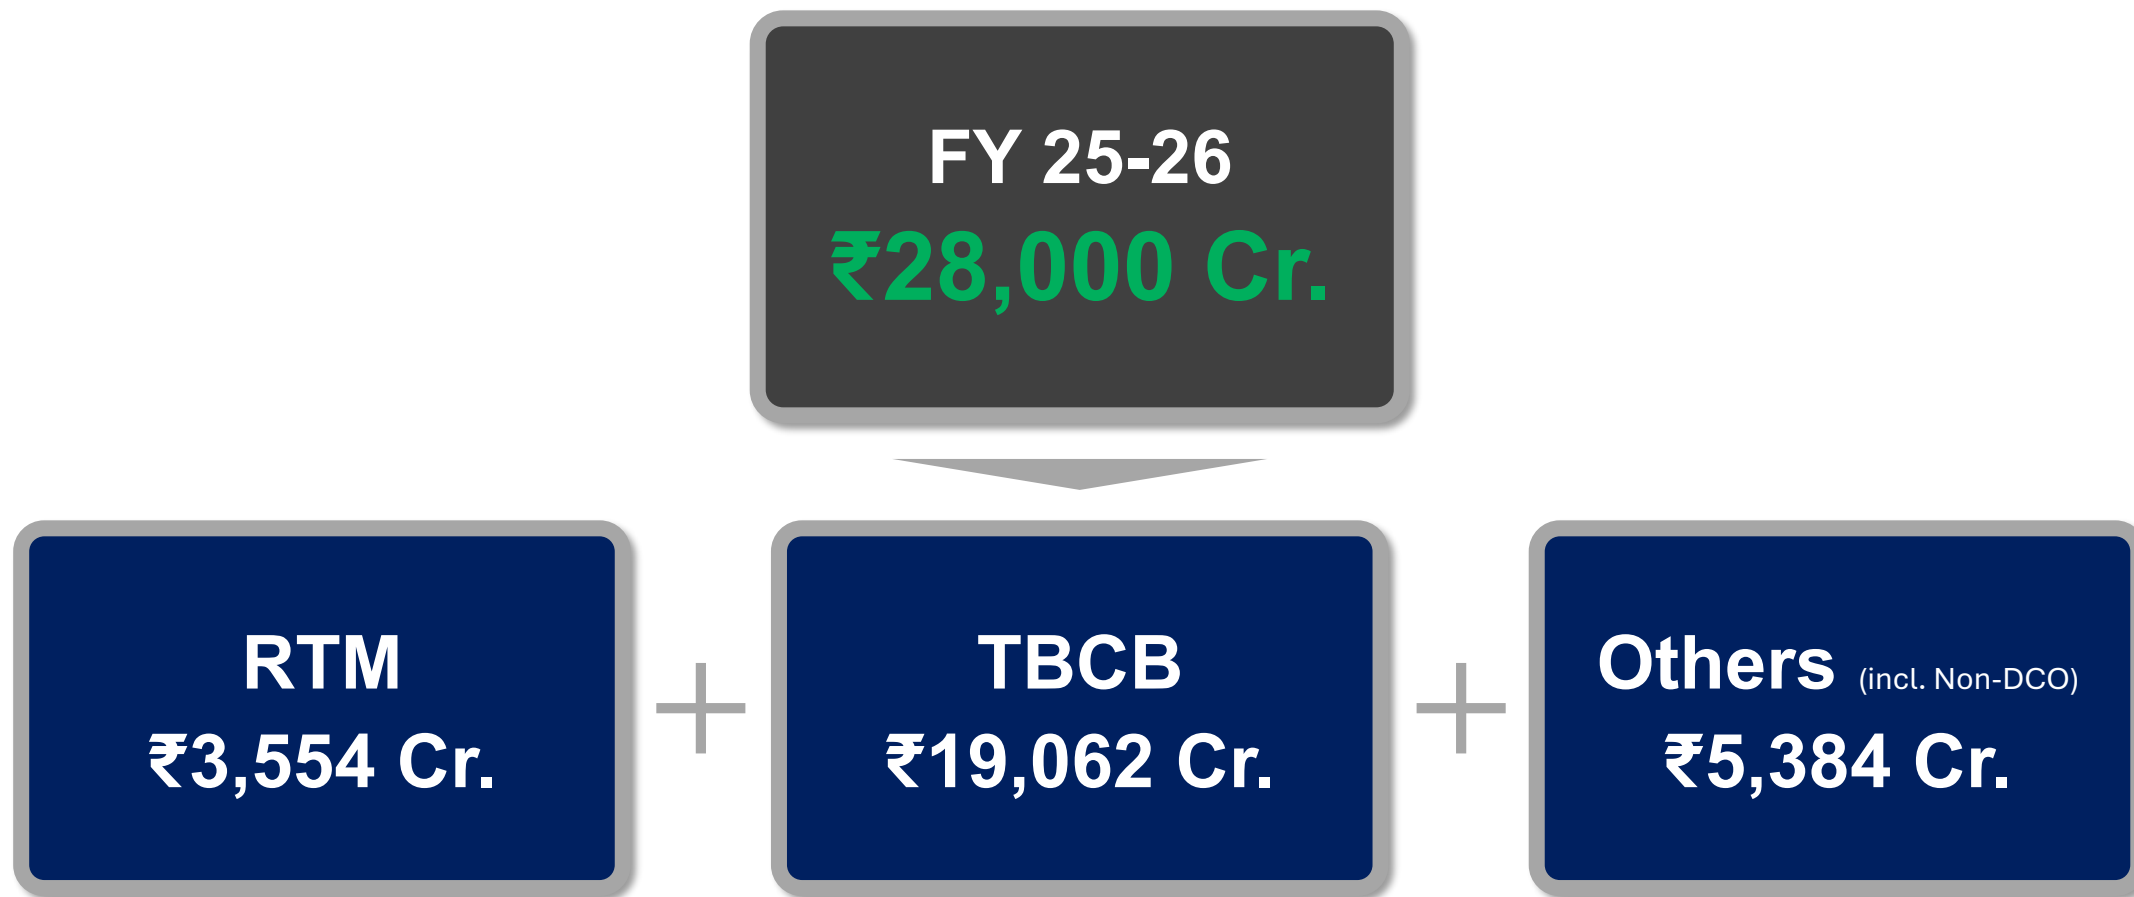 FY 25-26
₹28,000 Cr.
RTM
₹3,554 Cr.
TBCB
₹19,062 Cr.
Others (incl. Non-DCO)
₹5,384 Cr.